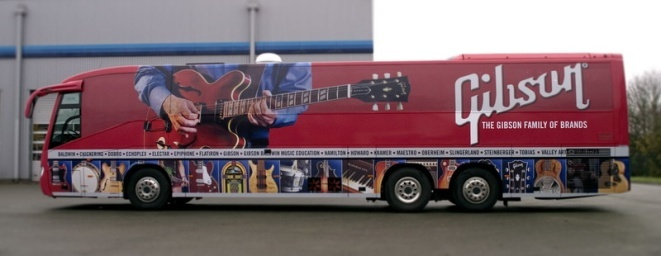 Gibson®
THE GIBSON FAMILY OF BRANDS
BALDWIN • CHICKERING • DOBRO • ECHOPLEX • ELECTAR • EPIPHONE • FLATIRON • GIBSON • GIBSON BALDWIN MUSIC EDUCATION • HAMILTON • HOWARD • KRAMER • MAESTRO • OBERHEIM • SLINGERLAND • STEINBERGER • TOBIAS • VALLEY ARTS